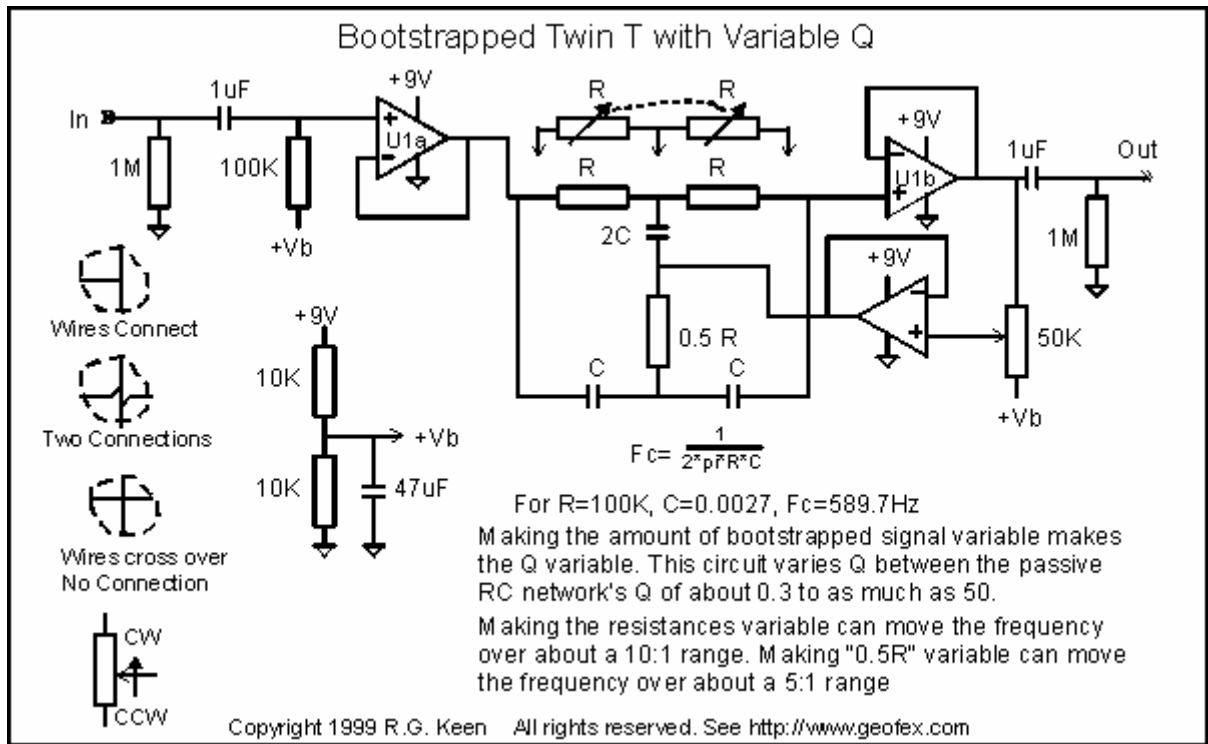 Bootstrapped Twin T with Variable Q
In
1uF
1M
100K
+Vb
+9V
+
-
U1a
R
R
R
R
2C
0.5 R
C
C
+9V
-
U1b
+
1uF
Out
1M
+9V
-
+
50K
+Vb
Wires Connect
Two Connections
Wires cross over
No Connection
CW
CCW
+9V
10K
+Vb
10K
47uF
Fc= 1
2*pi*R*C
For R=100K, C=0.0027, Fc=589.7Hz
Making the amount of bootstrapped signal variable makes
the Q variable. This circuit varies Q between the passive
RC network's Q of about 0.3 to as much as 50.
Making the resistances variable can move the frequency
over about a 10:1 range. Making "0.5R" variable can move
the frequency over about a 5:1 range
Copyright 1999 R.G. Keen All rights reserved. See http://www.geofex.com